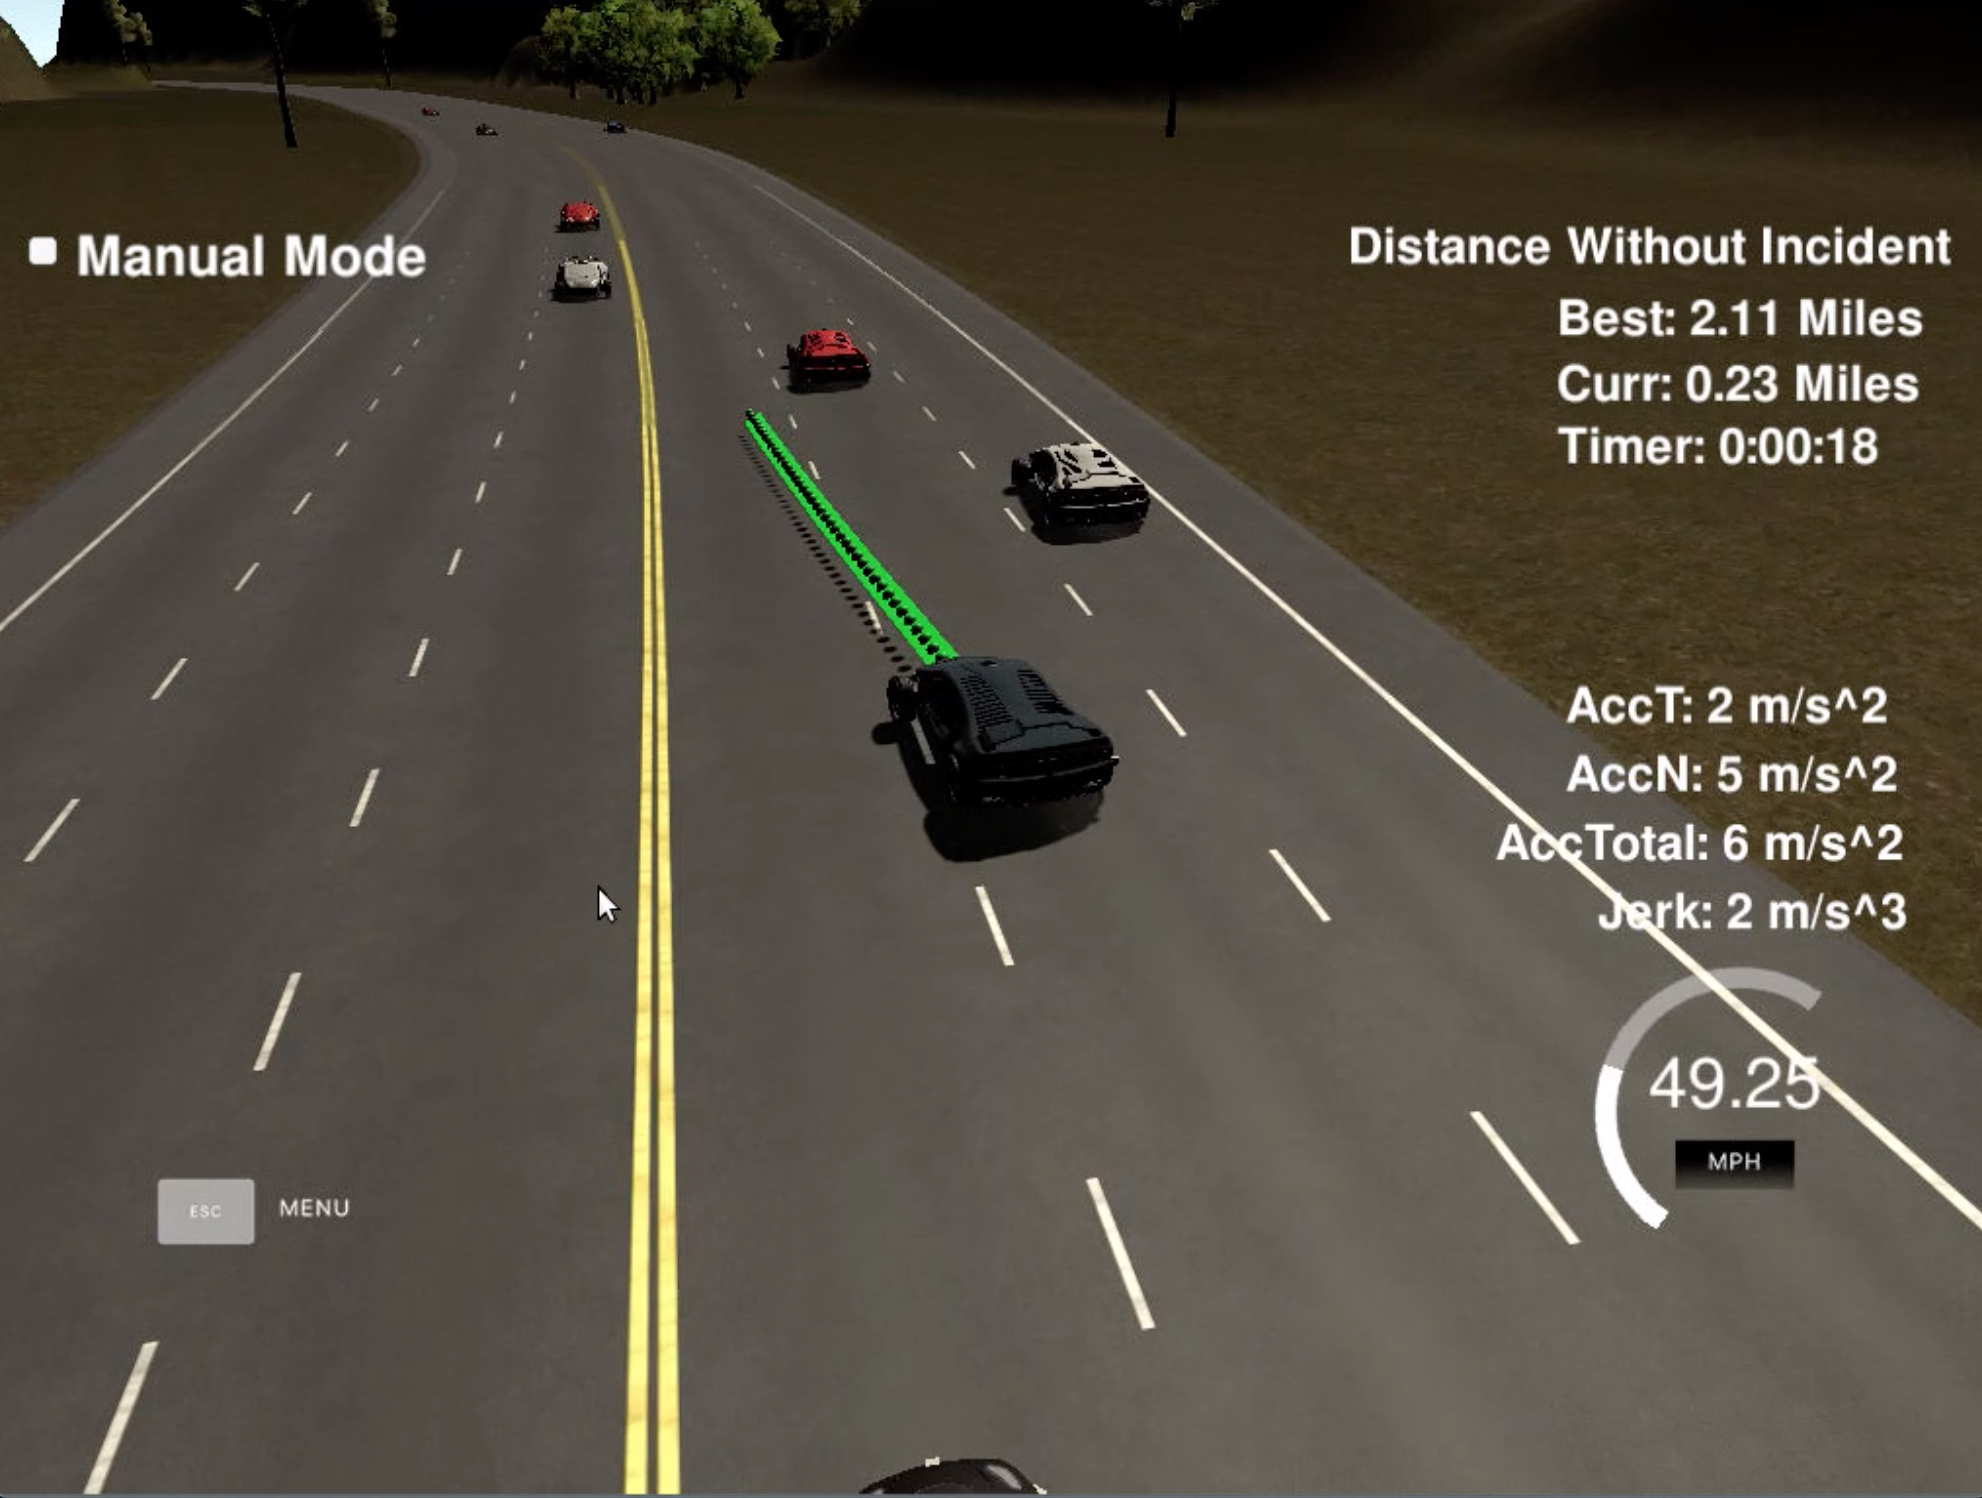 Manual Mode
Distance Without Incident
Best: 2.11 Miles
Curr: 0.23 Miles
Timer: 0:00:18
AccT: 2 m/s^2
AccN: 5 m/s^2
AccTotal: 6 m/s^2
Jerk: 2 m/s^3
49.25
MPH
ESC MENU